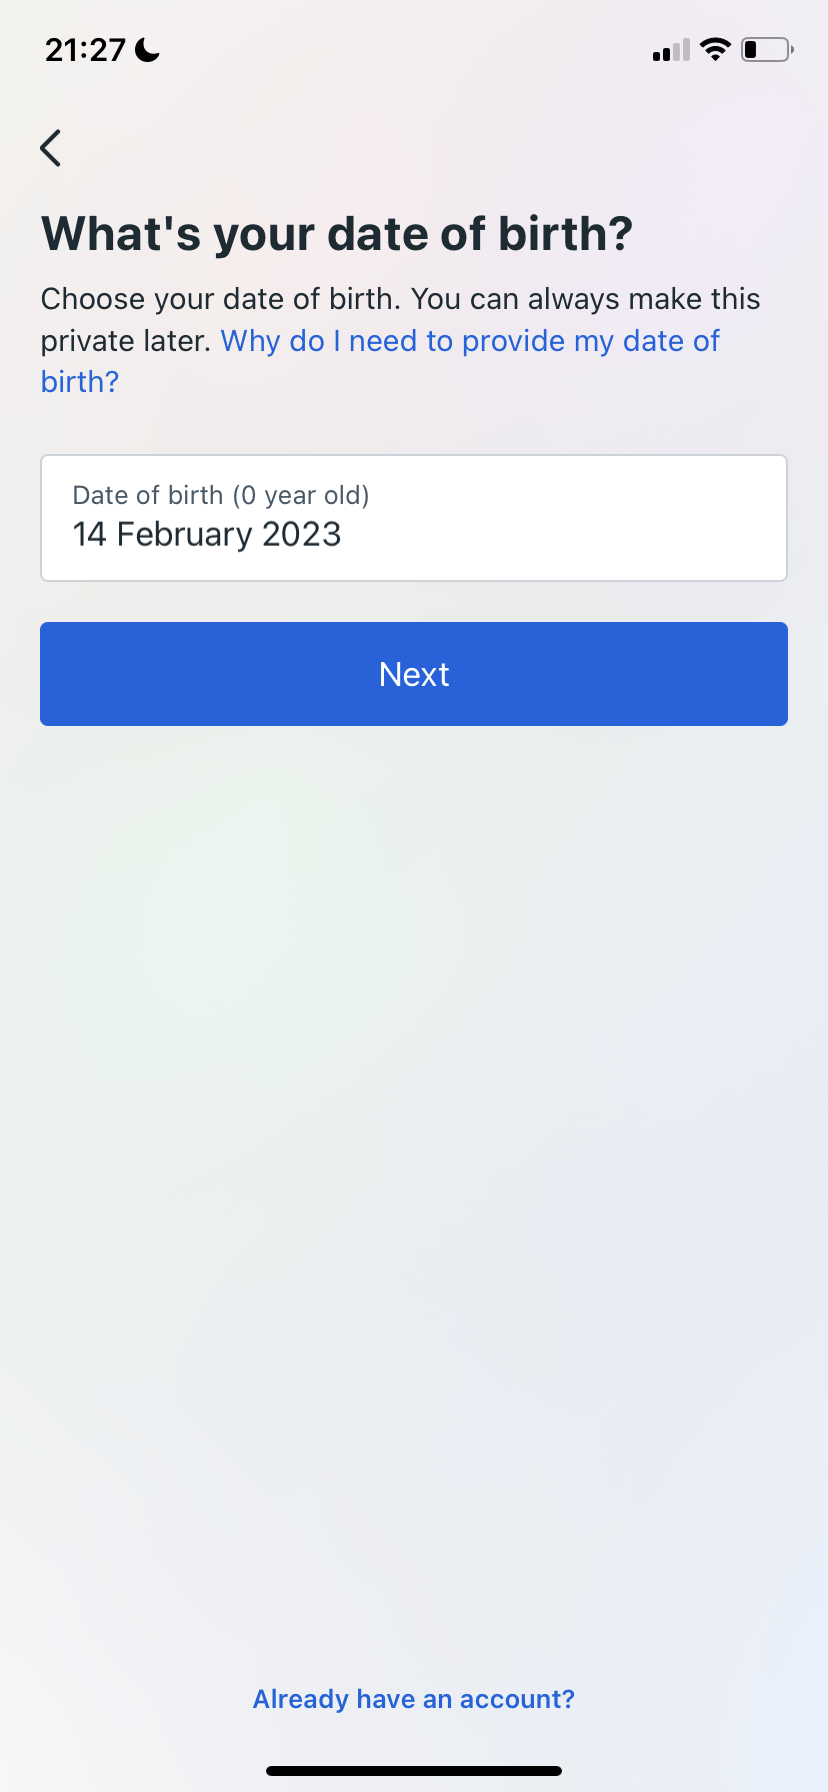 21:27
What's your date of birth?
Choose your date of birth. You can always make this
private later. Why do I need to provide my date of
birth?
Date of birth (0 year old)
14 February 2023
Next
Already have an account?